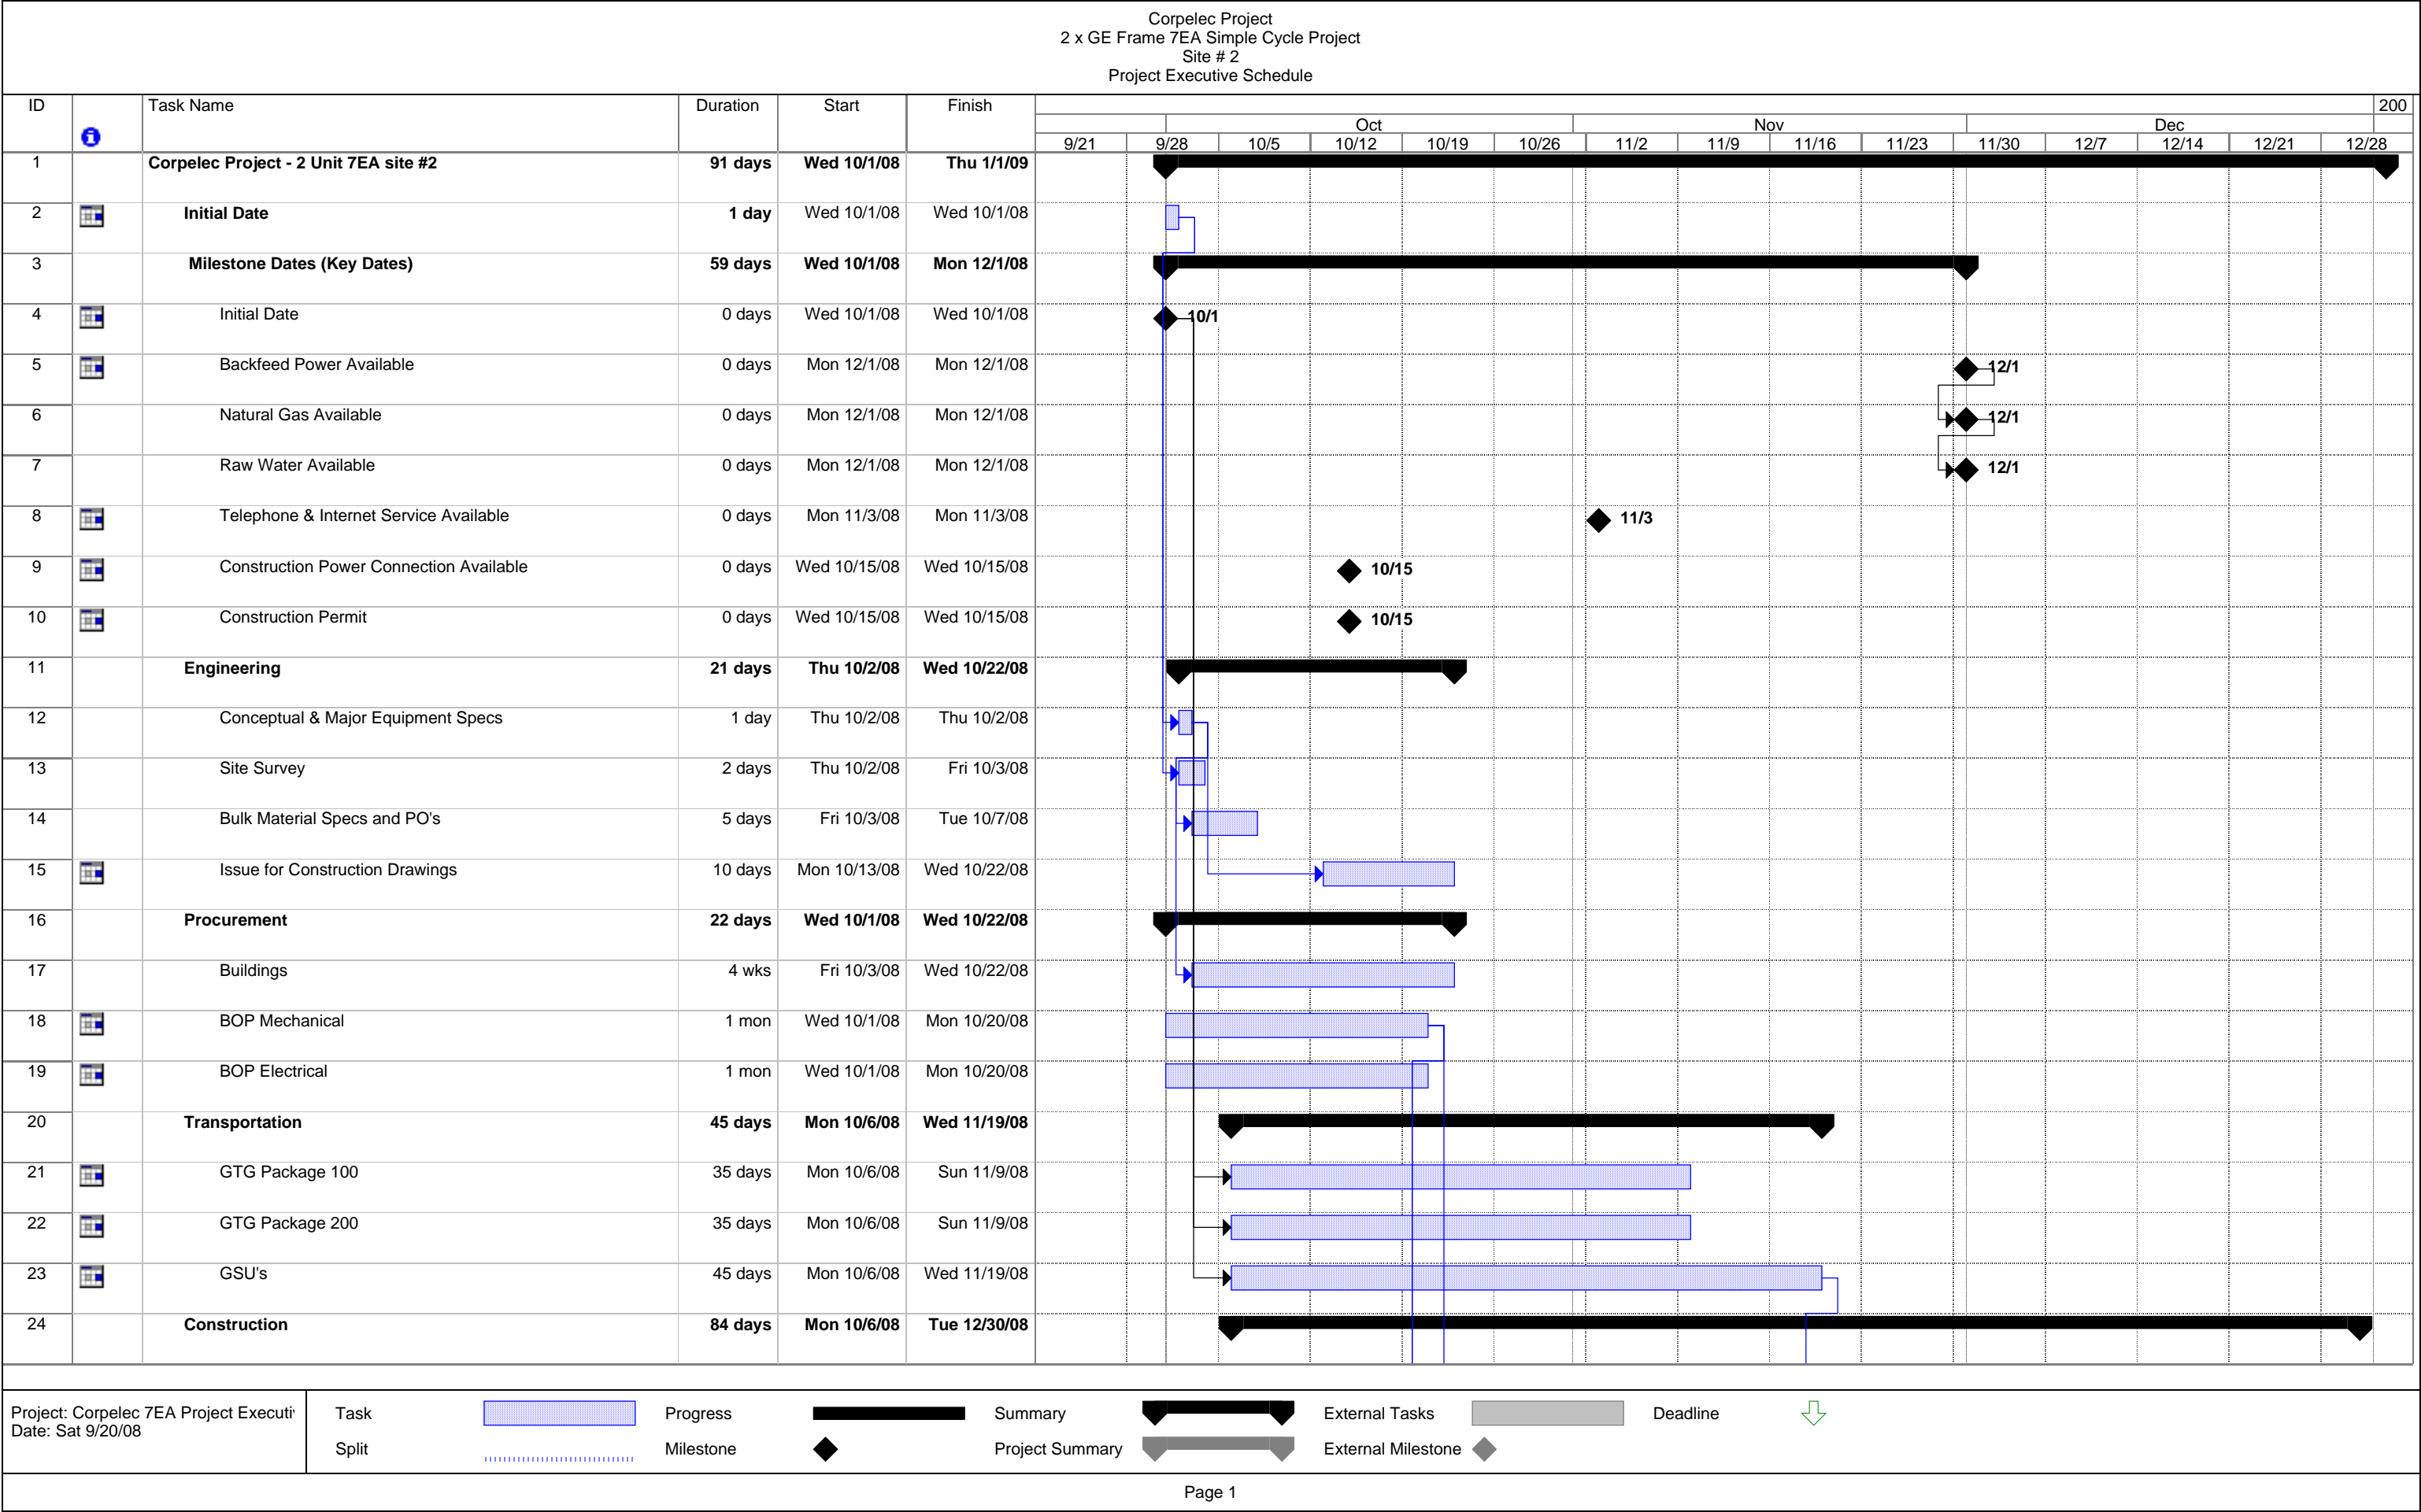 Corpelec Project
2 x GE Frame 7EA Simple Cycle Project
Site # 2
Project Executive Schedule
ID Task Name Duration Start Finish 200
Oct Nov Dec
9/21 9/28 10/5 10/12 10/19 10/26 11/2 11/9 11/16 11/23 11/30 12/7 12/14 12/21 12/28
1 Corpelec Project - 2 Unit 7EA site #2 91 days Wed 10/1/08 Thu 1/1/09
2 Initial Date 1 day Wed 10/1/08 Wed 10/1/08
3 Milestone Dates (Key Dates) 59 days Wed 10/1/08 Mon 12/1/08
4 Initial Date 0 days Wed 10/1/08 Wed 10/1/08 10/1
5 Backfeed Power Available 0 days Mon 12/1/08 Mon 12/1/08 12/1
6 Natural Gas Available 0 days Mon 12/1/08 Mon 12/1/08 12/1
7 Raw Water Available 0 days Mon 12/1/08 Mon 12/1/08 12/1
8 Telephone & Internet Service Available 0 days Mon 11/3/08 Mon 11/3/08 11/3
9 Construction Power Connection Available 0 days Wed 10/15/08 Wed 10/15/08 10/15
10 Construction Permit 0 days Wed 10/15/08 Wed 10/15/08 10/15
11 Engineering 21 days Thu 10/2/08 Wed 10/22/08
12 Conceptual & Major Equipment Specs 1 day Thu 10/2/08 Thu 10/2/08
13 Site Survey 2 days Thu 10/2/08 Fri 10/3/08
14 Bulk Material Specs and PO's 5 days Fri 10/3/08 Tue 10/7/08
15 Issue for Construction Drawings 10 days Mon 10/13/08 Wed 10/22/08
16 Procurement 22 days Wed 10/1/08 Wed 10/22/08
17 Buildings 4 wks Fri 10/3/08 Wed 10/22/08
18 BOP Mechanical 1 mon Wed 10/1/08 Mon 10/20/08
19 BOP Electrical 1 mon Wed 10/1/08 Mon 10/20/08
20 Transportation 45 days Mon 10/6/08 Wed 11/19/08
21 GTG Package 100 35 days Mon 10/6/08 Sun 11/9/08
22 GTG Package 200 35 days Mon 10/6/08 Sun 11/9/08
23 GSU's 45 days Mon 10/6/08 Wed 11/19/08
24 Construction 84 days Mon 10/6/08 Tue 12/30/08
Project: Corpelec 7EA Project Executi
Date: Sat 9/20/08
Task Progress Summary External Tasks Deadline
Split Milestone Project Summary External Milestone
Page 1